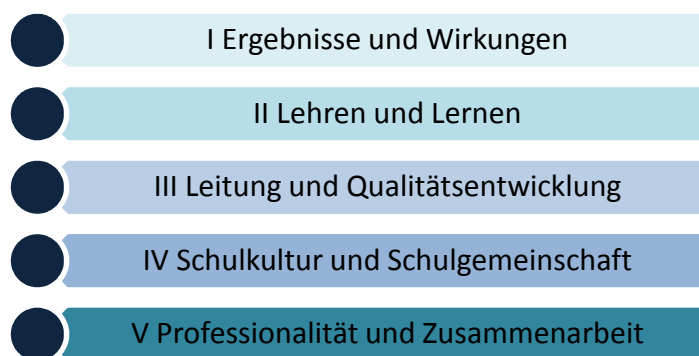 I Ergebnisse und Wirkungen
II Lehren und Lernen
III Leitung und Qualitätsentwicklung
IV Schulkultur und Schulgemeinschaft
V Professionalität und Zusammenarbeit